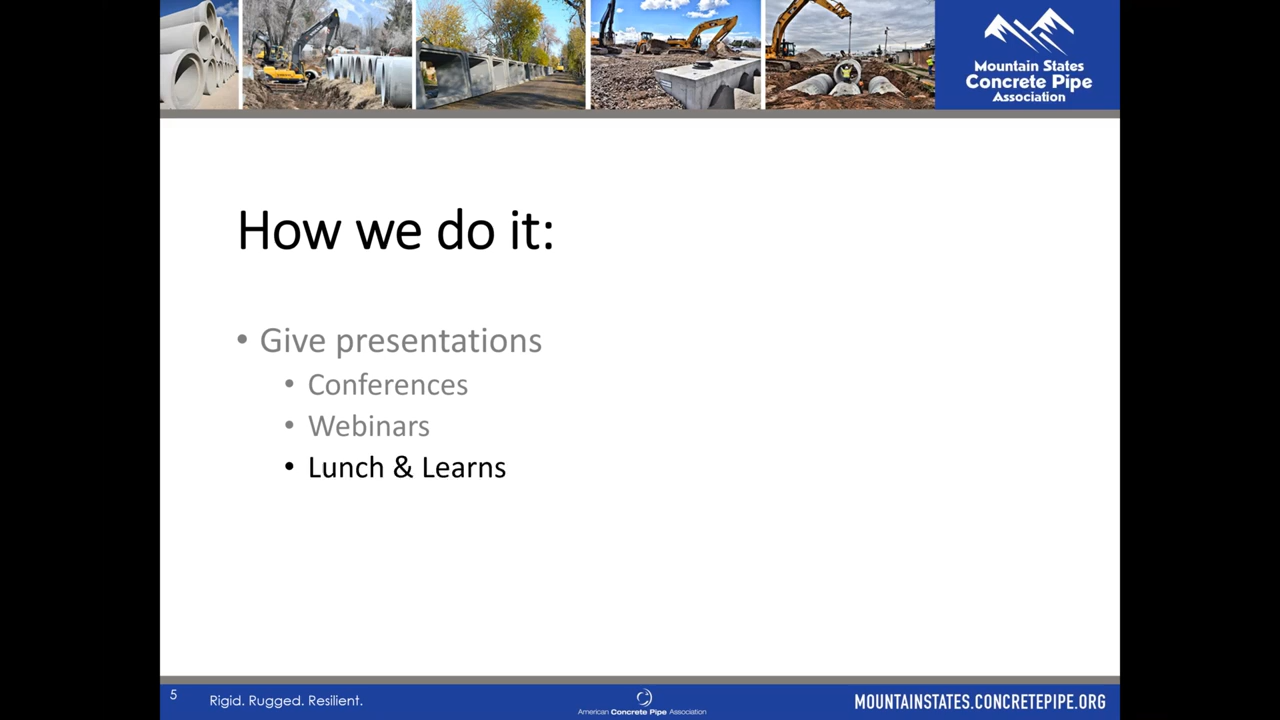 Mountain States
Concrete Pipe
Association
How we do it:
• Give presentations
• Conferences
• Webinars
• Lunch & Learns
5
Rigid. Rugged. Resilient.
American Concrete Pipe Association
MOUNTAINSTATES.CONCRETEPIPE.ORG